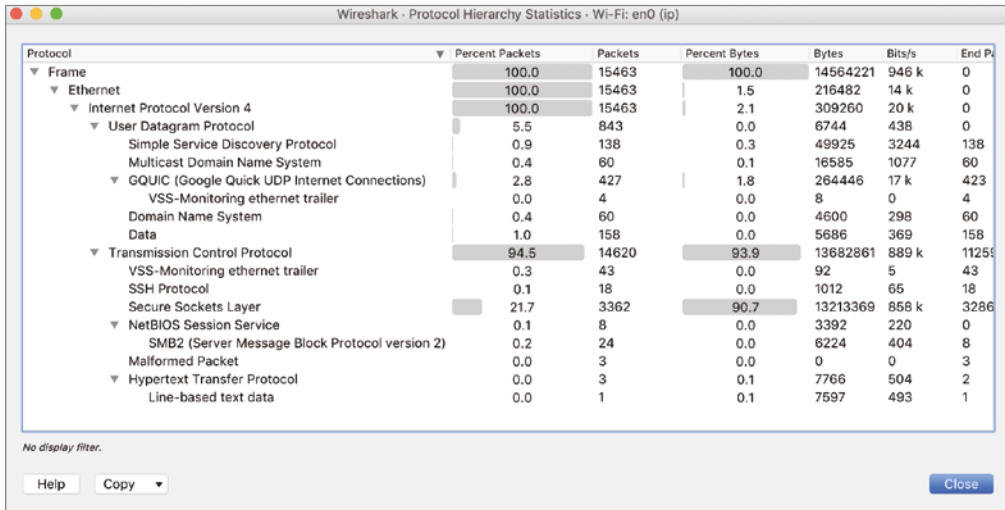 Wireshark · Protocol Hierarchy Statistics · Wi-Fi: en0 (ip)
Protocol Percent Packets Packets Percent Bytes Bytes Bits/s End
Frame 100.0 15463 100.0 14564221 946 k 0
Ethernet 100.0 15463 1.5 216482 14 k 0
Internet Protocol Version 4 100.0 15463 2.1 309260 20 k 0
User Datagram Protocol 5.5 843 0.0 6744 438 0
Simple Service Discovery Protocol 0.9 138 0.3 49925 3244 138
Multicast Domain Name System 0.4 60 0.1 16585 1077 60
GQUIC (Google Quick UDP Internet Connections) 2.8 427 1.8 264446 17 k 423
VSS-Monitoring ethernet trailer 0.0 4 0.0 8 0 4
Domain Name System 0.4 60 0.0 4600 298 60
Data 1.0 158 0.0 5686 369 158
Transmission Control Protocol 94.5 14620 93.9 13682861 889 k 11259
VSS-Monitoring ethernet trailer 0.3 43 0.0 92 5 43
SSH Protocol 0.1 18 0.0 1012 65 18
Secure Sockets Layer 21.7 3362 90.7 13213369 858 k 3286
NetBIOS Session Service 0.1 8 0.0 3392 220 0
SMB2 (Server Message Block Protocol version 2) 0.2 24 0.0 6224 404 8
Malformed Packet 0.0 3 0.0 0 0 3
Hypertext Transfer Protocol 0.0 3 0.1 7766 504 2
Line-based text data 0.0 1 0.1 7597 493 1
No display filter.
Help Copy Close